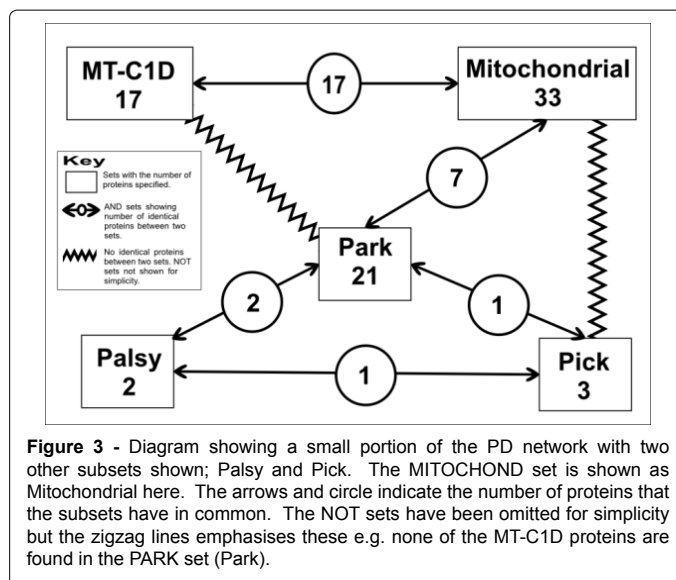 MT-C1D
17
17
Mitochondrial
33
Key
Sets with the number of
proteins specified.
AND sets showing
number of identical
proteins between two
sets.
No identical proteins
between two sets. NOT
sets not shown for
simplicity.
7
Park
21
2
1
Palsy
2
1
Pick
3
Figure 3 - Diagram showing a small portion of the PD network with two
other subsets shown; Palsy and Pick. The MITOCHOND set is shown as
Mitochondrial here. The arrows and circle indicate the number of proteins that
the subsets have in common. The NOT sets have been omitted for simplicity
but the zigzag lines emphasises these e.g. none of the MT-C1D proteins are
found in the PARK set (Park).